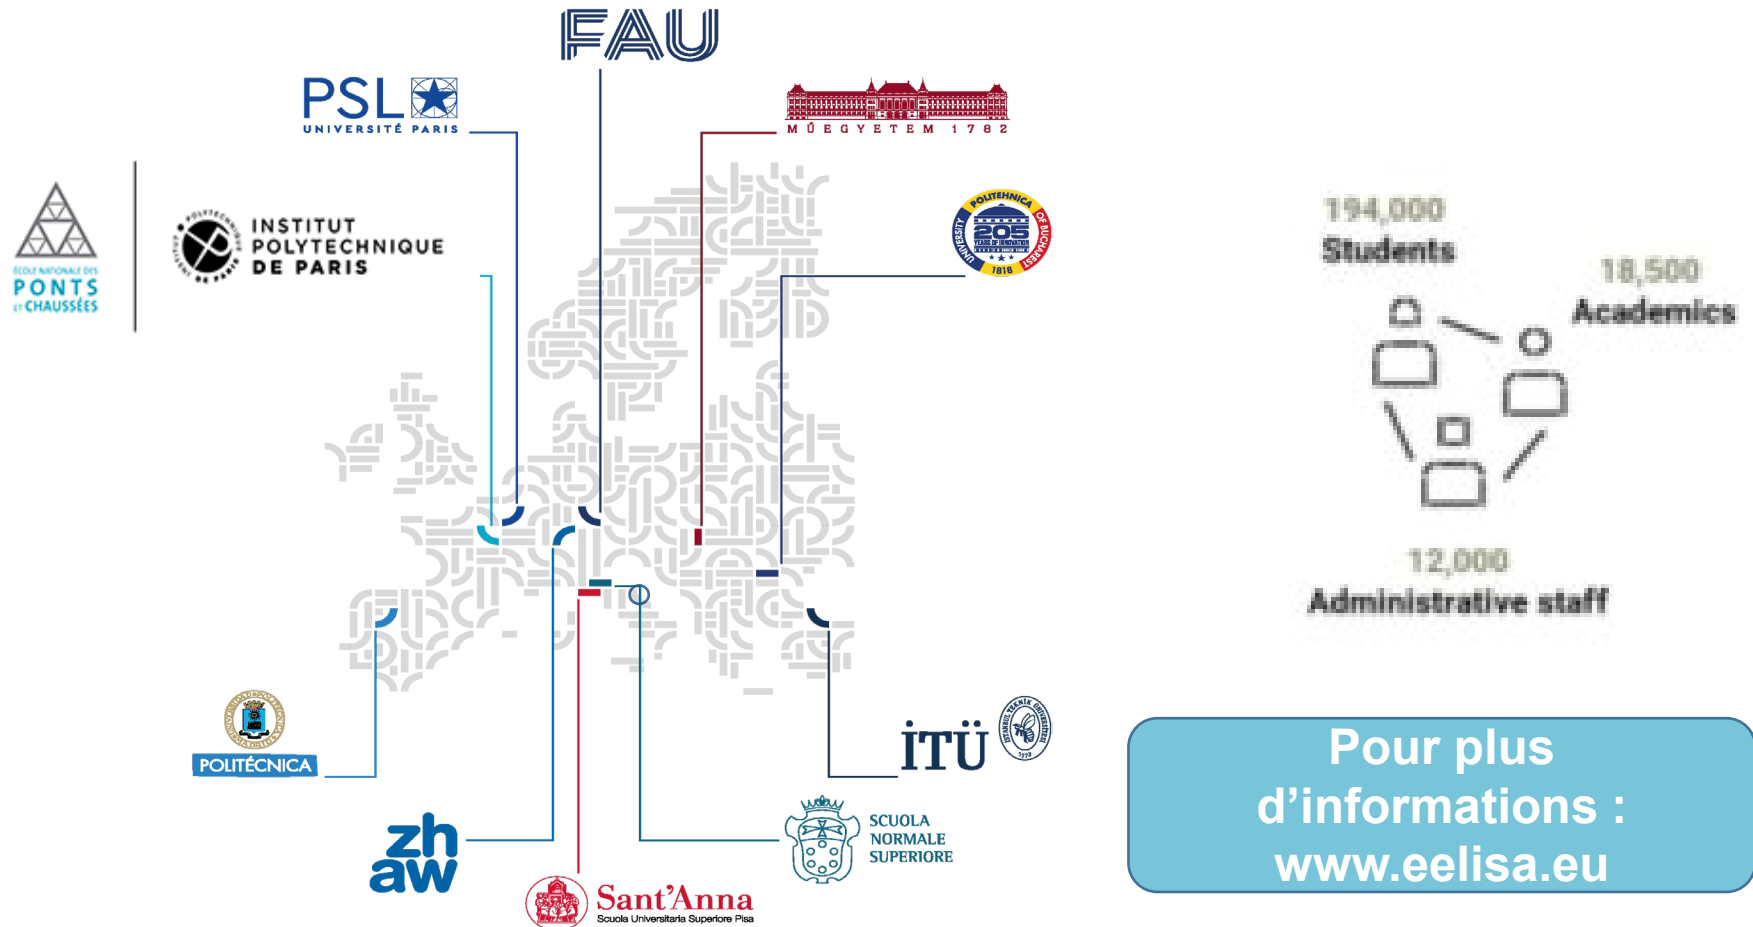 FAU
PSL
UNIVERSITÉ PARIS
MŰEGYETEM 1782
ÉCOLE NATIONALE DES
PONTS
ET CHAUSSÉES
INSTITUT
POLYTECHNIQUE
DE PARIS
UNIVERSITY POLITEHNICA OF BUCHAREST
205
YEARS OF INNOVATION
1818
194,000
Students
18,500
Academics
12,000
Administrative staff
POLITÉCNICA
zh
aw
Sant'Anna
Scuola Universitaria Superiore Pisa
SCUOLA
NORMALE
SUPERIORE
İTÜ
İSTANBUL TEKNİK ÜNİVERSİTESİ
1773
Pour plus
d’informations :
www.eelisa.eu